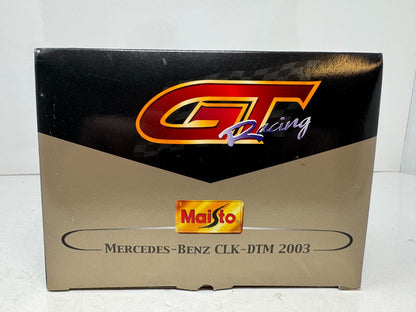 GT
Racing
Maisto
MERCEDES-BENZ CLK-DTM 2003